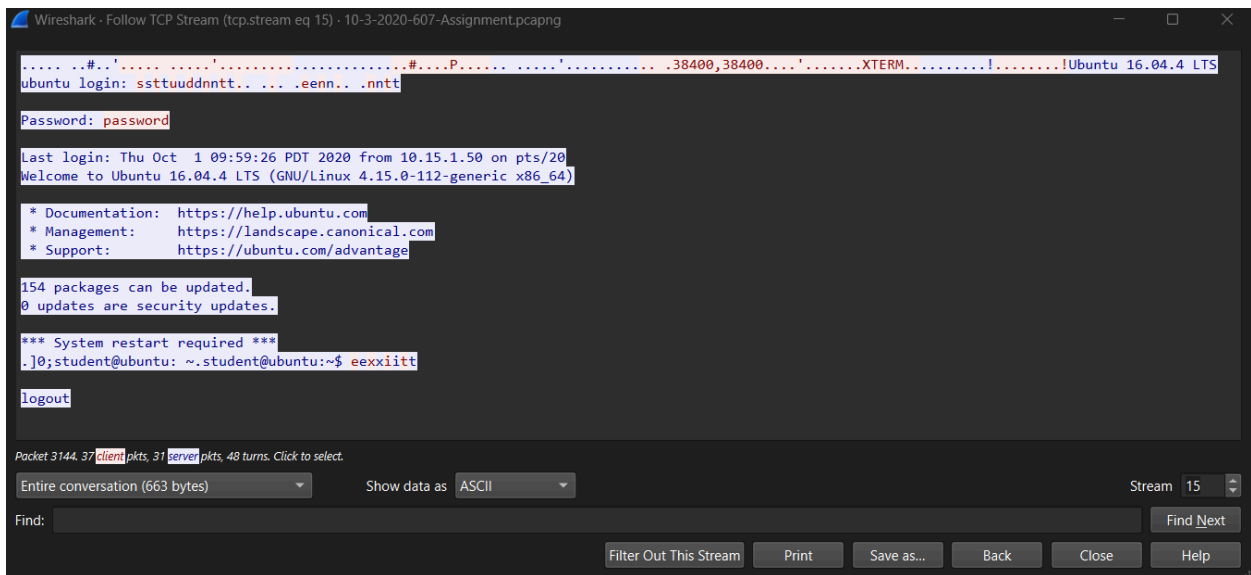 Wireshark · Follow TCP Stream (tcp.stream eq 15) · 10-3-2020-607-Assignment.pcapng
..... ..#..'..... .....'........................#....P...... .....'.......... .38400,38400....'.......XTERM..........!........!Ubuntu 16.04.4 LTS
ubuntu login: ssttuuddnntt.. ... .eenn.. .nntt
Password: password
Last login: Thu Oct  1 09:59:26 PDT 2020 from 10.15.1.50 on pts/20
Welcome to Ubuntu 16.04.4 LTS (GNU/Linux 4.15.0-112-generic x86_64)
 * Documentation:  https://help.ubuntu.com
 * Management:     https://landscape.canonical.com
 * Support:        https://ubuntu.com/advantage
154 packages can be updated.
0 updates are security updates.
*** System restart required ***
.]0;student@ubuntu: ~.student@ubuntu:~$ eexxiitt
logout
Packet 3144. 37 client pkts, 31 server pkts, 48 turns. Click to select.
Entire conversation (663 bytes) Show data as ASCII Stream 15
Find: Find Next
Filter Out This Stream Print Save as... Back Close Help